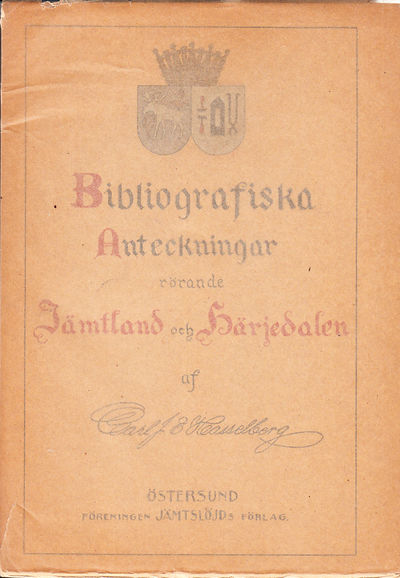 Bibliografiska
Anteckningar
rörande
Jämtland och Härjedalen
af
Carl J. E Hasselberg
ÖSTERSUND
FÖRENINGEN JÄMTSLÖJDS FÖRLAG.